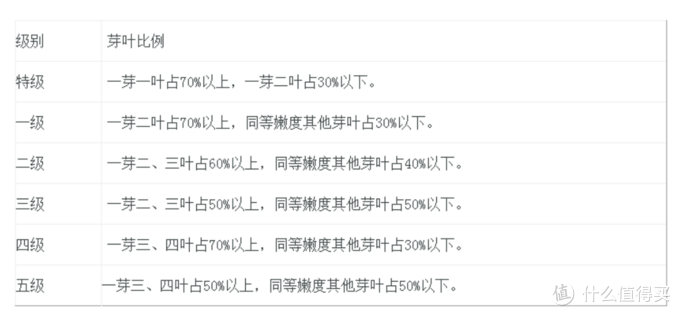 级别 芽叶比例
特级 一芽一叶占70%以上，一芽二叶占30%以下。
一级 一芽二叶占70%以上，同等嫩度其他芽叶占30%以下。
二级 一芽二、三叶占60%以上，同等嫩度其他芽叶占40%以下。
三级 一芽二、三叶占50%以上，同等嫩度其他芽叶占50%以下。
四级 一芽三、四叶占70%以上，同等嫩度其他芽叶占30%以下。
五级 一芽三、四叶占50%以上，同等嫩度其他芽叶占50%以下。
值 什么值得买